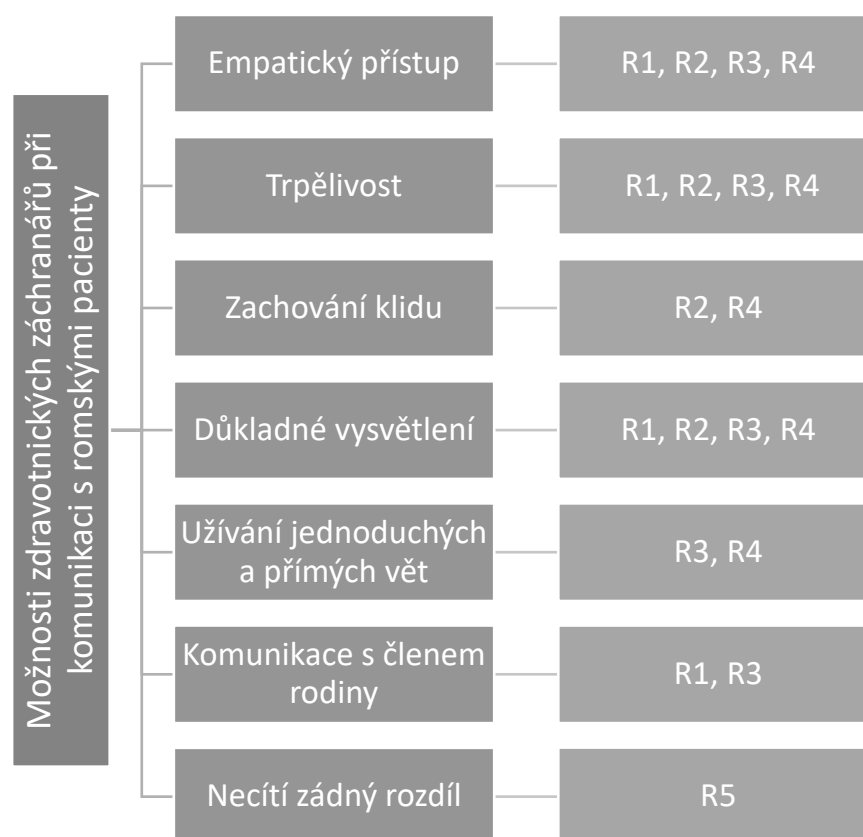 Možnosti zdravotnických záchranářů při
komunikaci s romskými pacienty
Empatický přístup
R1, R2, R3, R4
Trpělivost
R1, R2, R3, R4
Zachování klidu
R2, R4
Důkladné vysvětlení
R1, R2, R3, R4
Užívání jednoduchých
a přímých vět
R3, R4
Komunikace s členem
rodiny
R1, R3
Necítí zádný rozdíl
R5